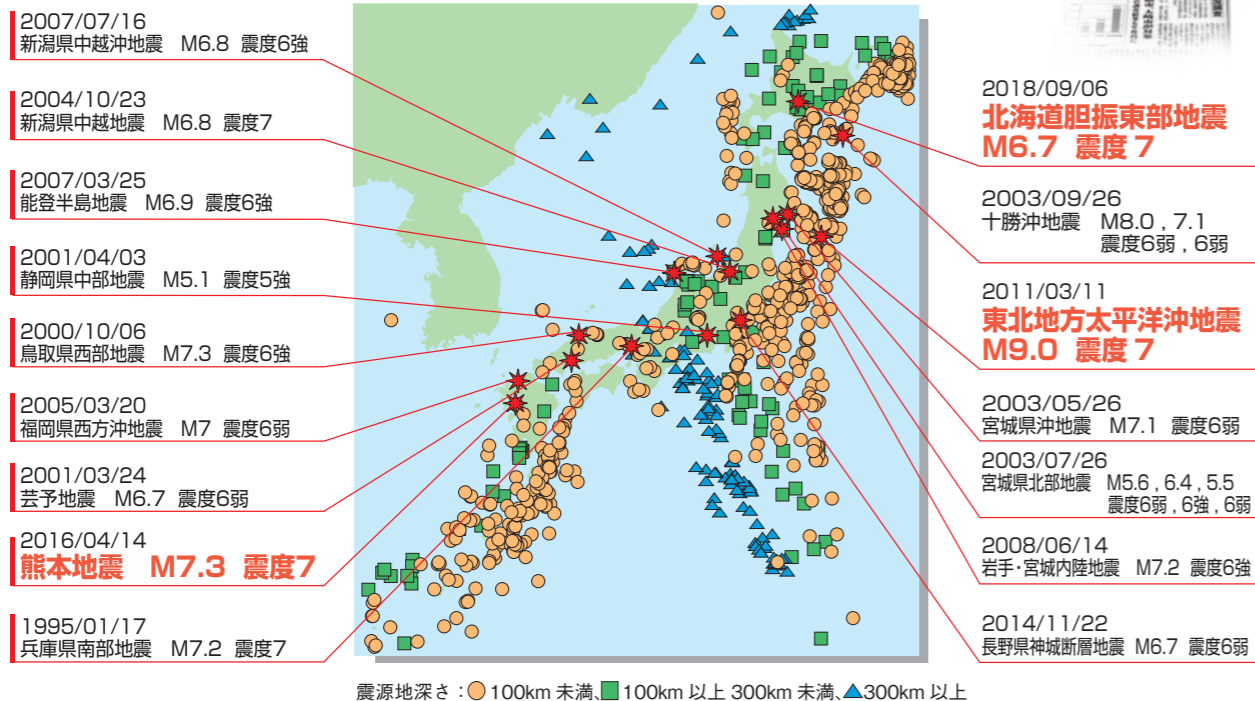 2007/07/16
新潟県中越沖地震　M6.8 震度6強
2004/10/23
新潟県中越地震　M6.8 震度7
2007/03/25
能登半島地震　M6.9 震度6強
2001/04/03
静岡県中部地震　M5.1 震度5強
2000/10/06
鳥取県西部地震　M7.3 震度6強
2005/03/20
福岡県西方沖地震　M7 震度6弱
2001/03/24
芸予地震　M6.7 震度6弱
2016/04/14
熊本地震　M7.3 震度7
1995/01/17
兵庫県南部地震　M7.2 震度7
2018/09/06
北海道胆振東部地震
M6.7 震度7
2003/09/26
十勝沖地震　M8.0 , 7.1
震度6弱 , 6弱
2011/03/11
東北地方太平洋沖地震
M9.0 震度7
2003/05/26
宮城県沖地震　M7.1 震度6弱
2003/07/26
宮城県北部地震　M5.6 , 6.4 , 5.5
震度6弱 , 6強 , 6弱
2008/06/14
岩手・宮城内陸地震　M7.2 震度6強
2014/11/22
長野県神城断層地震 M6.7 震度6弱
震源地深さ：100km 未満、100km 以上 300km 未満、300km 以上